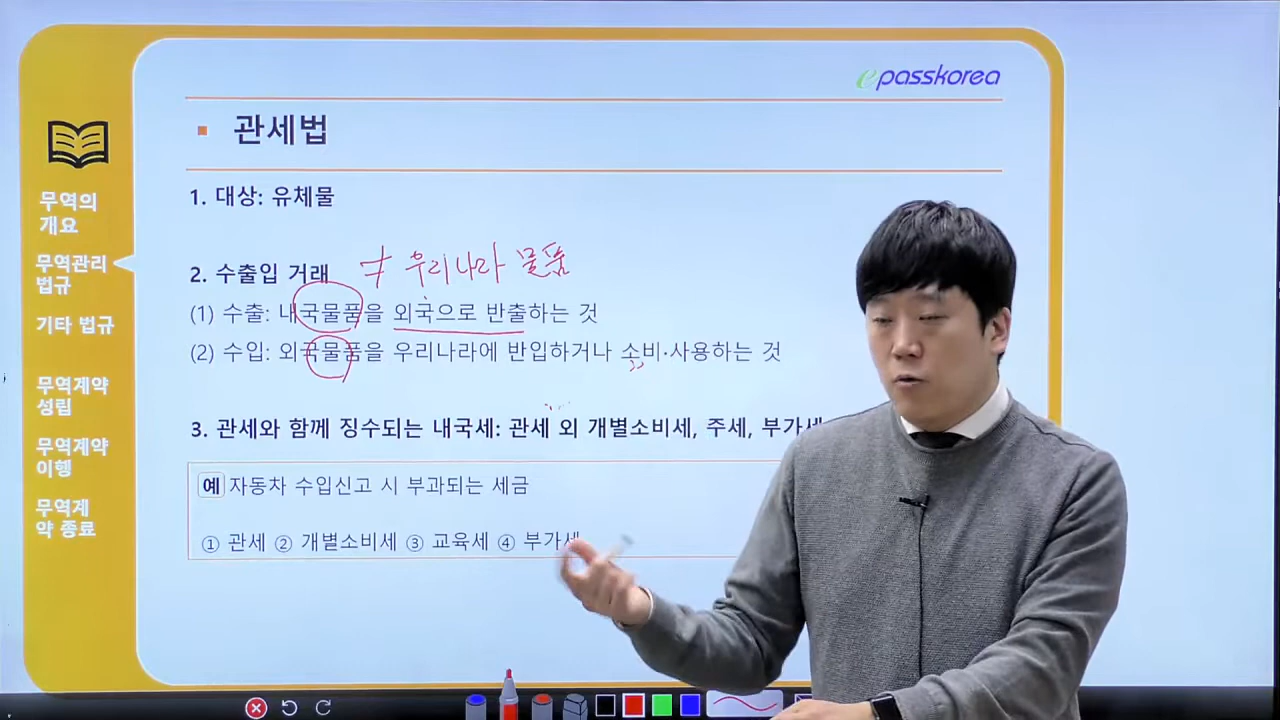 epasskorea
관세법
무역의
개요
무역관리
법규
기타 법규
무역계약
성립
무역계약
이행
무역계
약 종료
1. 대상: 유체물
2. 수출입 거래 ≠ 우리나라 물품
(1) 수출: 내국물품을 외국으로 반출하는 것
(2) 수입: 외국물품을 우리나라에 반입하거나 소비·사용하는 것
3. 관세와 함께 징수되는 내국세: 관세 외 개별소비세, 주세, 부가세
예 자동차 수입신고 시 부과되는 세금
① 관세 ② 개별소비세 ③ 교육세 ④ 부가세